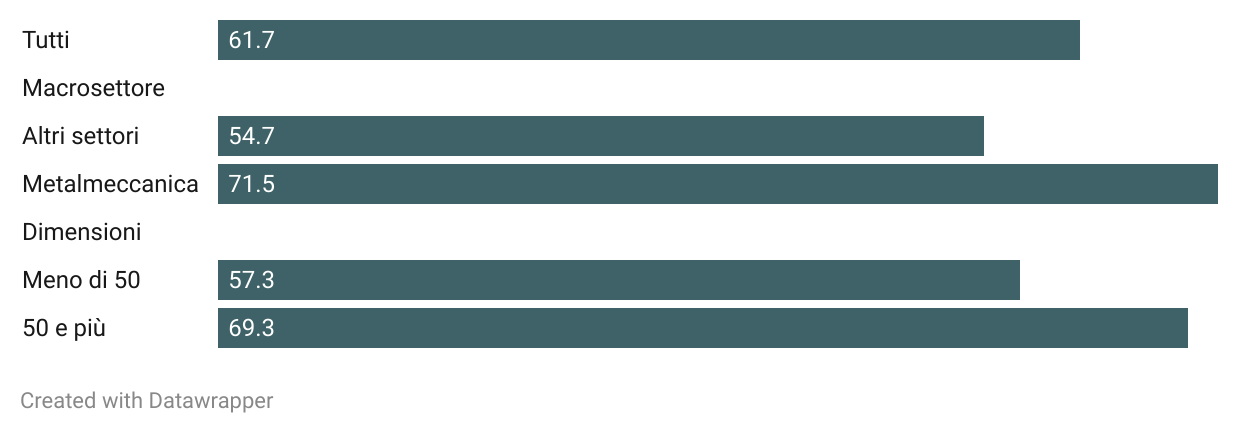 Tutti 61.7
Macrosettore
Altri settori 54.7
Metalmeccanica 71.5
Dimensioni
Meno di 50 57.3
50 e più 69.3
Created with Datawrapper